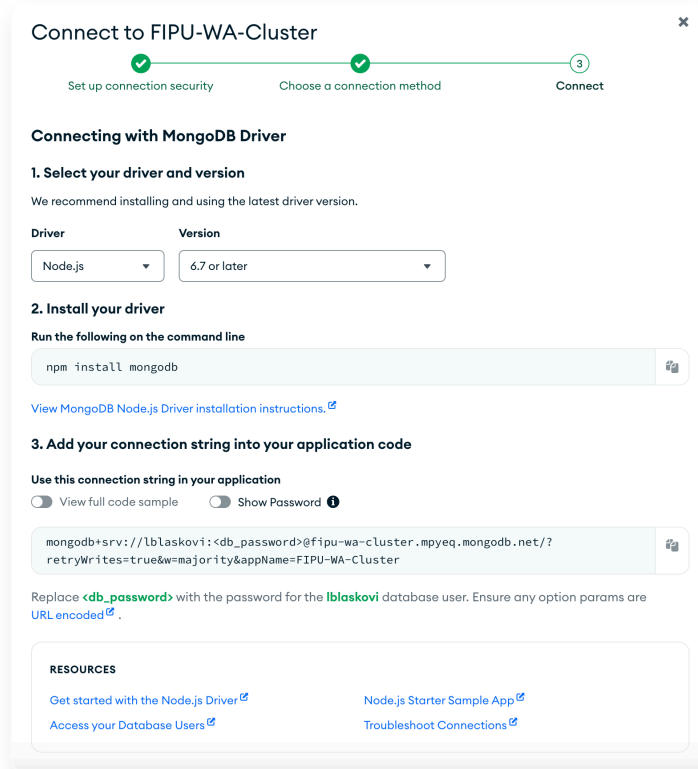 Connect to FIPU-WA-Cluster
Set up connection security
Choose a connection method
3
Connect
Connecting with MongoDB Driver
1. Select your driver and version
We recommend installing and using the latest driver version.
Driver
Version
Node.js
6.7 or later
2. Install your driver
Run the following on the command line
npm install mongodb
View MongoDB Node.js Driver installation instructions.
3. Add your connection string into your application code
Use this connection string in your application
View full code sample
Show Password
mongodb+srv://lblaskovi:<db_password>@fipu-wa-cluster.mpyeq.mongodb.net/?
retryWrites=true&w=majority&appName=FIPU-WA-Cluster
Replace <db_password> with the password for the lblaskovi database user. Ensure any option params are
URL encoded .
RESOURCES
Get started with the Node.js Driver
Node.js Starter Sample App
Access your Database Users
Troubleshoot Connections